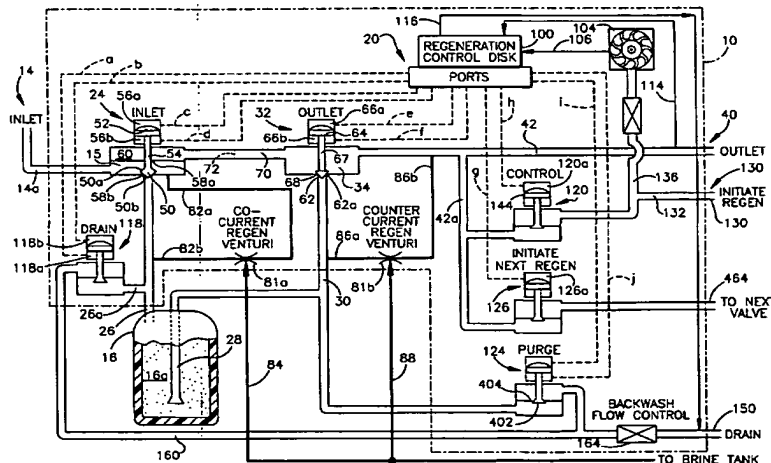 116
100
104
a
b
20
REGENERATION
CONTROL DISK
106
10
14
PORTS
114
24
INLET
56a
c
32
OUTLET
66a
e
h
i
40
INLET
52
56b
d
66b
64
f
42
OUTLET
15
60
54
72
67
CONTROL
136
130
14a
50a
58a
70
68
34
86b
g
120a
INITIATE
REGEN
58b
50b
50
62
62a
144
120
132
130
82a
42a
DRAIN
118
CO-
CURRENT
REGEN
VENTURI
COUNTER
CURRENT
REGEN
VENTURI
118b
82b
86a
INITIATE
NEXT REGEN
j
118a
81a
81b
464
26a
30
126
126a
TO NEXT
VALVE
26
16
28
84
88
PURGE
16a
124
404
BACKWASH
FLOW CONTROL
150
402
DRAIN
160
164
TO BRINE TANK